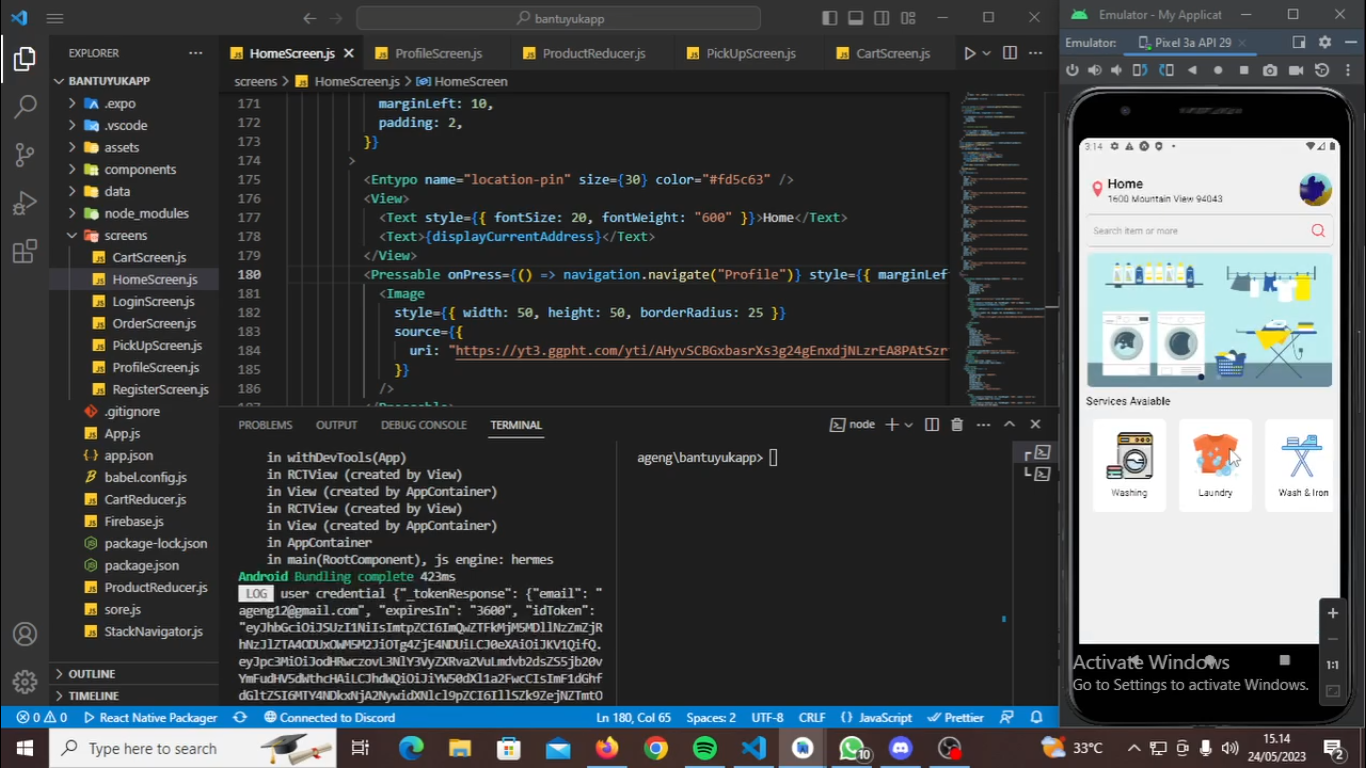 bantuyukapp
Emulator - My Applicat
EXPLORER
HomeScreen.js
ProfileScreen.js
ProductReducer.js
PickUpScreen.js
CartScreen.js
Emulator:
Pixel 3a API 29
BANTUYUKAPP
.expo
.vscode
assets
components
data
node_modules
screens
CartScreen.js
HomeScreen.js
LoginScreen.js
OrderScreen.js
PickUpScreen.js
ProfileScreen.js
RegisterScreen.js
.gitignore
App.js
app.json
babel.config.js
CartReducer.js
Firebase.js
package-lock.json
package.json
ProductReducer.js
sore.js
StackNavigator.js
OUTLINE
TIMELINE
screens > HomeScreen.js > HomeScreen
171 marginLeft: 10,
172 padding: 2,
173 }}
174 >
175 <Entypo name="location-pin" size={30} color="#fd5c63" />
176 <View>
177 <Text style={{ fontSize: 20, fontWeight: "600" }}>Home</Text>
178 <Text>{displayCurrentAddress}</Text>
179 </View>
180 <Pressable onPress={() => navigation.navigate("Profile")} style={{ marginLef
181 <Image
182 style={{ width: 50, height: 50, borderRadius: 25 }}
183 source={{
184 uri: "https://yt3.ggpht.com/yti/AHyvSCBGxbasrXs3g24gEnxdjNLzrEA8PAtSzr
185 }}
186 />
PROBLEMS
OUTPUT
DEBUG CONSOLE
TERMINAL
node
in withDevTools(App)
in RCTView (created by View)
in View (created by AppContainer)
in RCTView (created by View)
in View (created by AppContainer)
in AppContainer
in main(RootComponent), js engine: hermes
Android Bundling complete 423ms
LOG user credential {"_tokenResponse": {"email": "
ageng12@gmail.com", "expiresIn": "3600", "idToken":
ageng\bantuyukapp>
3:14
Home
1600 Mountain View 94043
Search item or more
Services Avaiable
Washing
Laundry
Wash & Iron
1:1
Activate Windows
Go to Settings to activate Windows.
0 0
React Native Packager
Connected to Discord
Ln 180, Col 65
Spaces: 2
UTF-8
CRLF
{} JavaScript
Prettier
Type here to search
10
33°C
15.14
24/05/2023
2